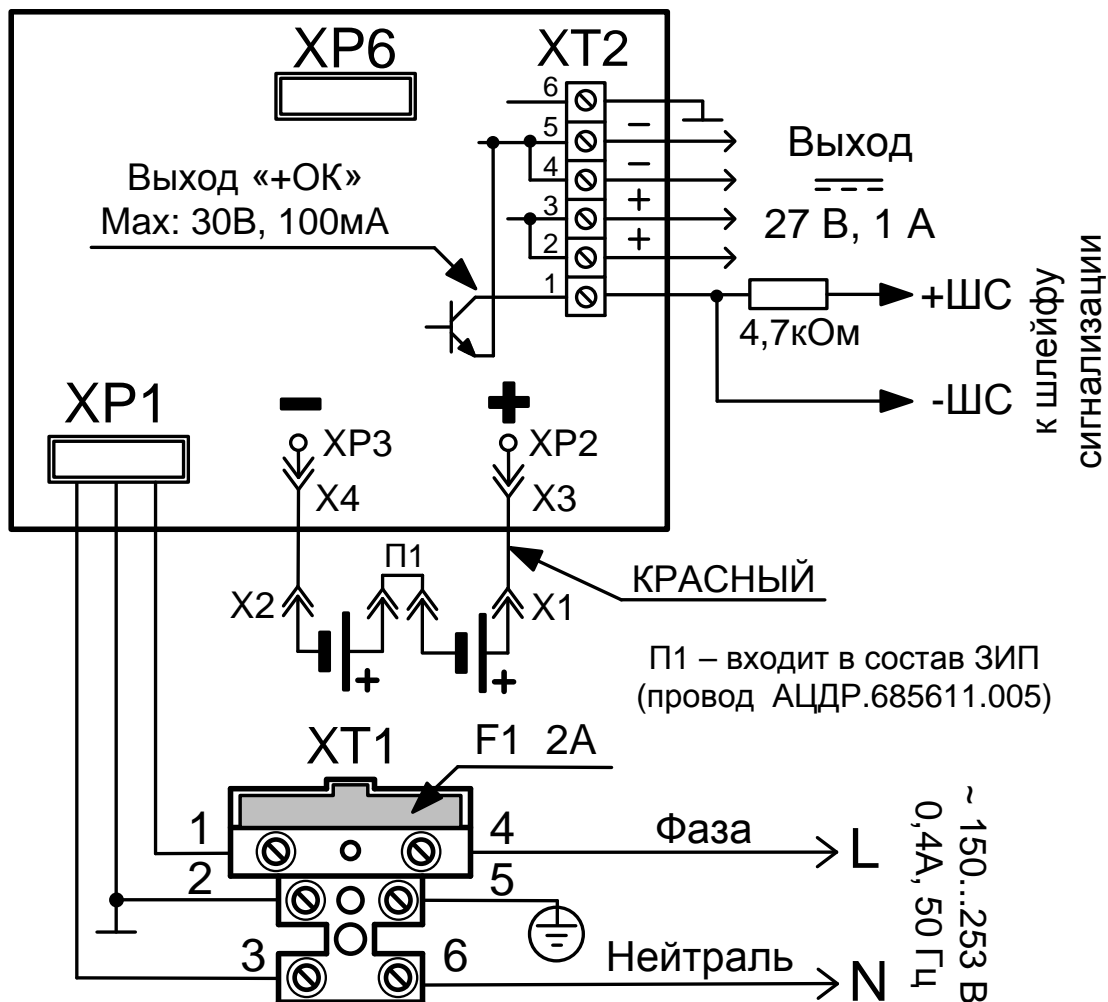 XP6
XT2
6
5
4
3
2
1
–
–
+
+
Выход
27 В, 1 А
Выход «+ОК»
Max: 30В, 100мА
4,7кОм
+ШС
-ШС
к шлейфу
сигнализации
XP1
XP3
XP2
X4
X3
П1
КРАСНЫЙ
X2
X1
+
+
П1 – входит в состав ЗИП
(провод АЦДР.685611.005)
XT1
F1 2А
1
4
Фаза
L
2
5
3
6
Нейтраль
N
~ 150...253 В
0,4А, 50 Гц